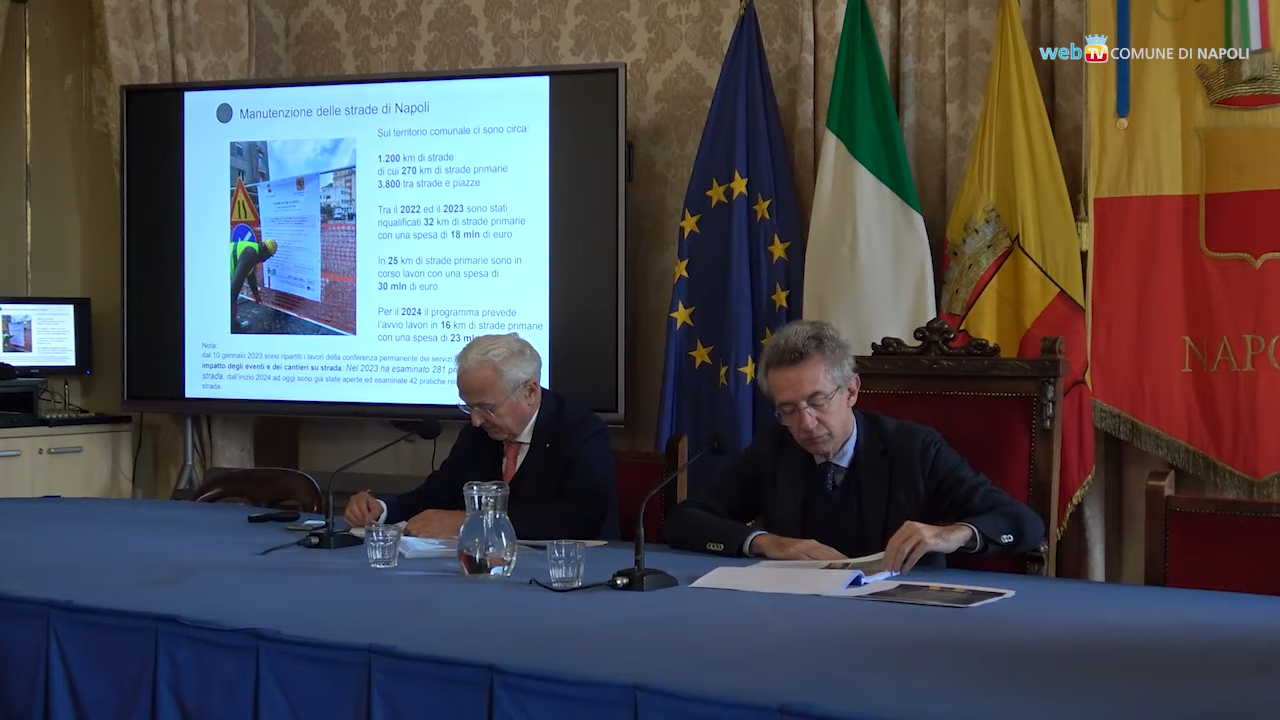 web TV COMUNE DI NAPOLI
Manutenzione delle strade di Napoli
Sul territorio comunale ci sono circa:
1.200 km di strade
di cui 270 km di strade primarie
3.800 tra strade e piazze
Tra il 2022 ed il 2023 sono stati
riqualificati 32 km di strade primarie
con una spesa di 18 mln di euro
In 25 km di strade primarie sono in
corso lavori con una spesa di
30 mln di euro
Per il 2024 il programma prevede
l'avvio lavori in 16 km di strade primarie
con una spesa di 23
Nota:
dal 10 gennaio 2023 sono ripartiti i lavori della conferenza permanente dei servizi
impatto degli eventi e dei cantieri su strada. Nel 2023 ha esaminato 281
strada, dall'inizio 2024 ad oggi sono già state aperte ed esaminate 42 pratiche
strada.
NAPO